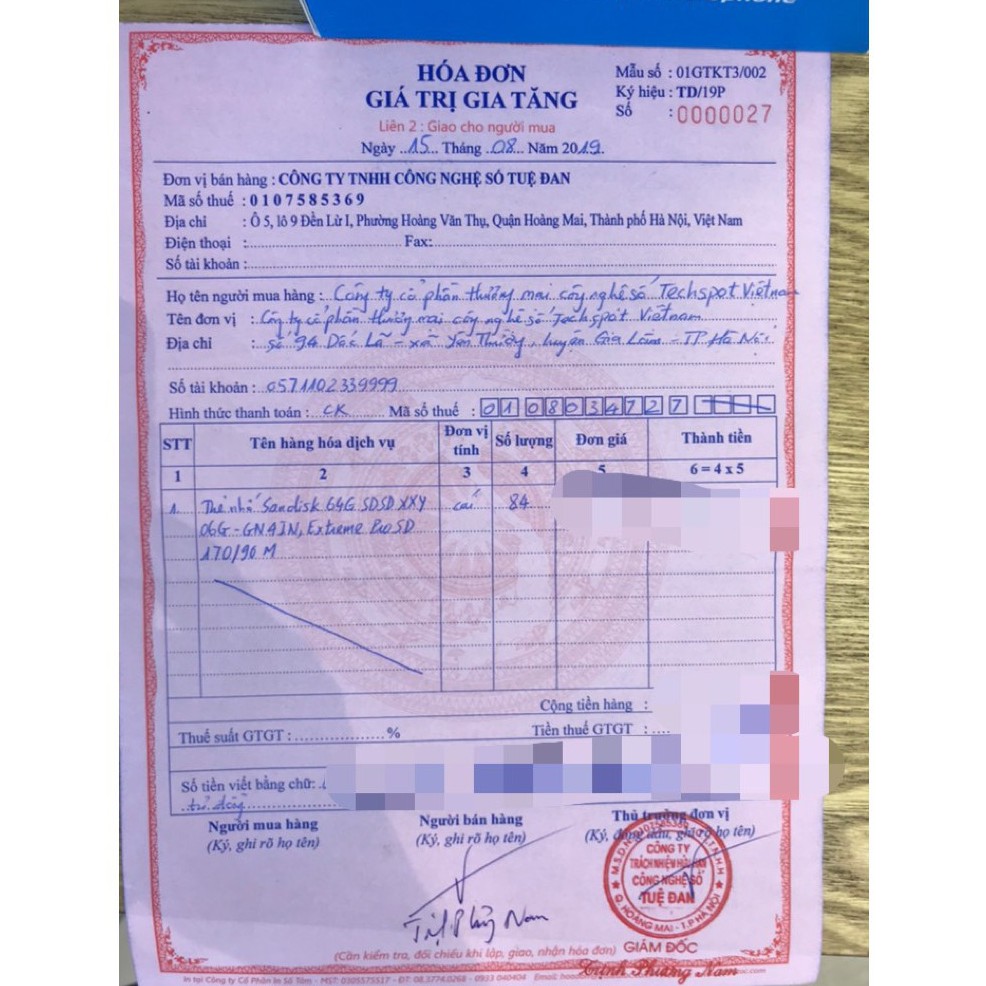 HÓA ĐƠN
GIÁ TRỊ GIA TĂNG
Liên 2 : Giao cho người mua
Ngày 15 Tháng 08 Năm 2019
Mẫu số : 01GTKT3/002
Ký hiệu : TD/19P
Số : 0000027
Đơn vị bán hàng : CÔNG TY TNHH CÔNG NGHỆ SỐ TUỆ ĐAN
Mã số thuế : 0107585369
Địa chỉ : Ô 5, lô 9 Đền Lừ I, Phường Hoàng Văn Thụ, Quận Hoàng Mai, Thành phố Hà Nội, Việt Nam
Điện thoại : Fax:
Số tài khoản :
Họ tên người mua hàng : Công ty cổ phần thương mại công nghệ số Techspot Việt nam
Tên đơn vị : Công ty cổ phần thương mại công nghệ số Techspot Việt nam
Địa chỉ : số 94 Dốc Lã - xã Yên Thường, huyện Gia Lâm - TP Hà Nội
Số tài khoản : 0571102339999
Hình thức thanh toán : CK Mã số thuế : 0108034727
STT Tên hàng hóa dịch vụ Đơn vị tính Số lượng Đơn giá Thành tiền
1 2 3 4 5 6 = 4 x 5
1. Thẻ nhớ Sandisk 64G SDSDXXY cái 84
06G-GN4IN, Extreme Pro SD
170/90 M
Cộng tiền hàng :
Thuế suất GTGT : % Tiền thuế GTGT :
Số tiền viết bằng chữ:
Người mua hàng Người bán hàng Thủ trưởng đơn vị
(Ký, ghi rõ họ tên) (Ký, ghi rõ họ tên) (Ký, đóng dấu, ghi rõ họ tên)
CÔNG TY
TRÁCH NHIỆM HỮU HẠN
CÔNG NGHỆ SỐ
TUỆ ĐAN
Q. HOÀNG MAI - T.P HÀ NỘI
(Cần kiểm tra, đối chiếu khi lập, giao, nhận hóa đơn)
GIÁM ĐỐC
Trịnh Phương Nam